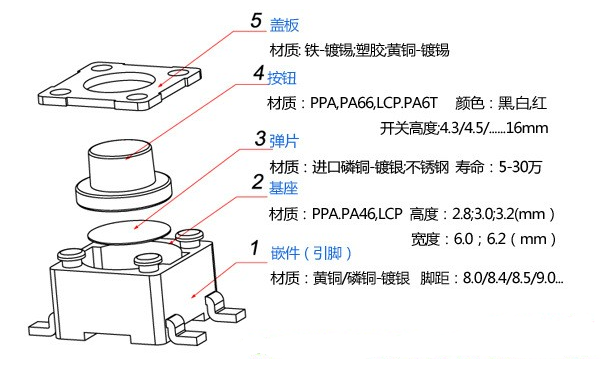 5 盖板
材质: 铁-镀锡;塑胶;黄铜-镀锡
4 按钮
材质：PPA,PA66,LCP.PA6T 颜色：黑,白,红
开关高度;4.3/4.5/......16mm
3 弹片
材质：进口磷铜-镀银;不锈钢 寿命：5-30万
2 基座
材质：PPA.PA46,LCP 高度：2.8;3.0;3.2(mm）
宽度：6.0；6.2（mm）
1 嵌件（引脚）
材质：黄铜/磷铜-镀银 脚距：8.0/8.4/8.5/9.0...